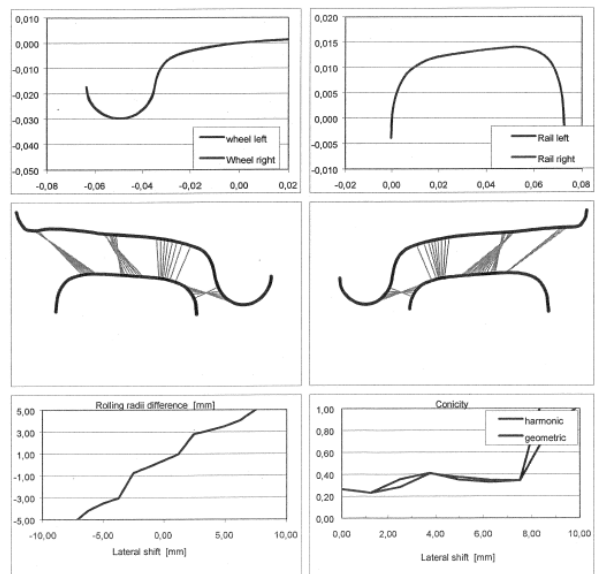 0,010
0,000
-0,010
-0,020
-0,030
-0,040
-0,050
-0,08 -0,06 -0,04 -0,02 0,00 0,02
wheel left
Wheel right
0,020
0,015
0,010
0,005
0,000
-0,005
-0,010
-0,02 0,00 0,02 0,04 0,06 0,08
Rail left
Rail right
Rolling radii difference [mm]
5,00
3,00
1,00
-1,00
-3,00
-5,00
-10,00 -5,00 0,00 5,00 10,00
Lateral shift [mm]
Conicity
1,00
0,80
0,60
0,40
0,20
0,00
0,00 2,00 4,00 6,00 8,00 10,00
harmonic
geometric
Lateral shift [mm]